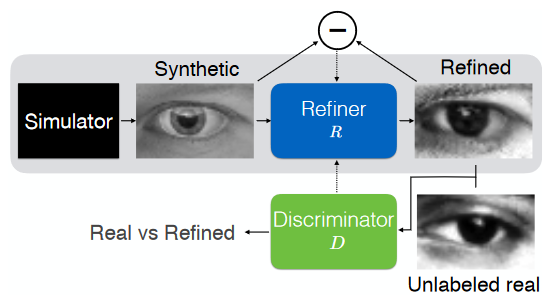 Synthetic
Refined
Simulator
Refiner
R
Discriminator
D
Real vs Refined
Unlabeled real